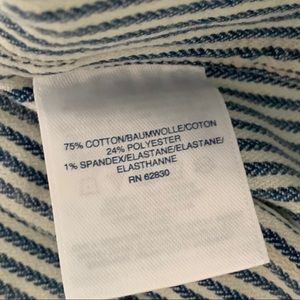 75% COTTON/BAUMWOLLE/COTON
24% POLYESTER
1% SPANDEX/ELASTANE/ELASTANE/
ELASTHANNE
RN 62830